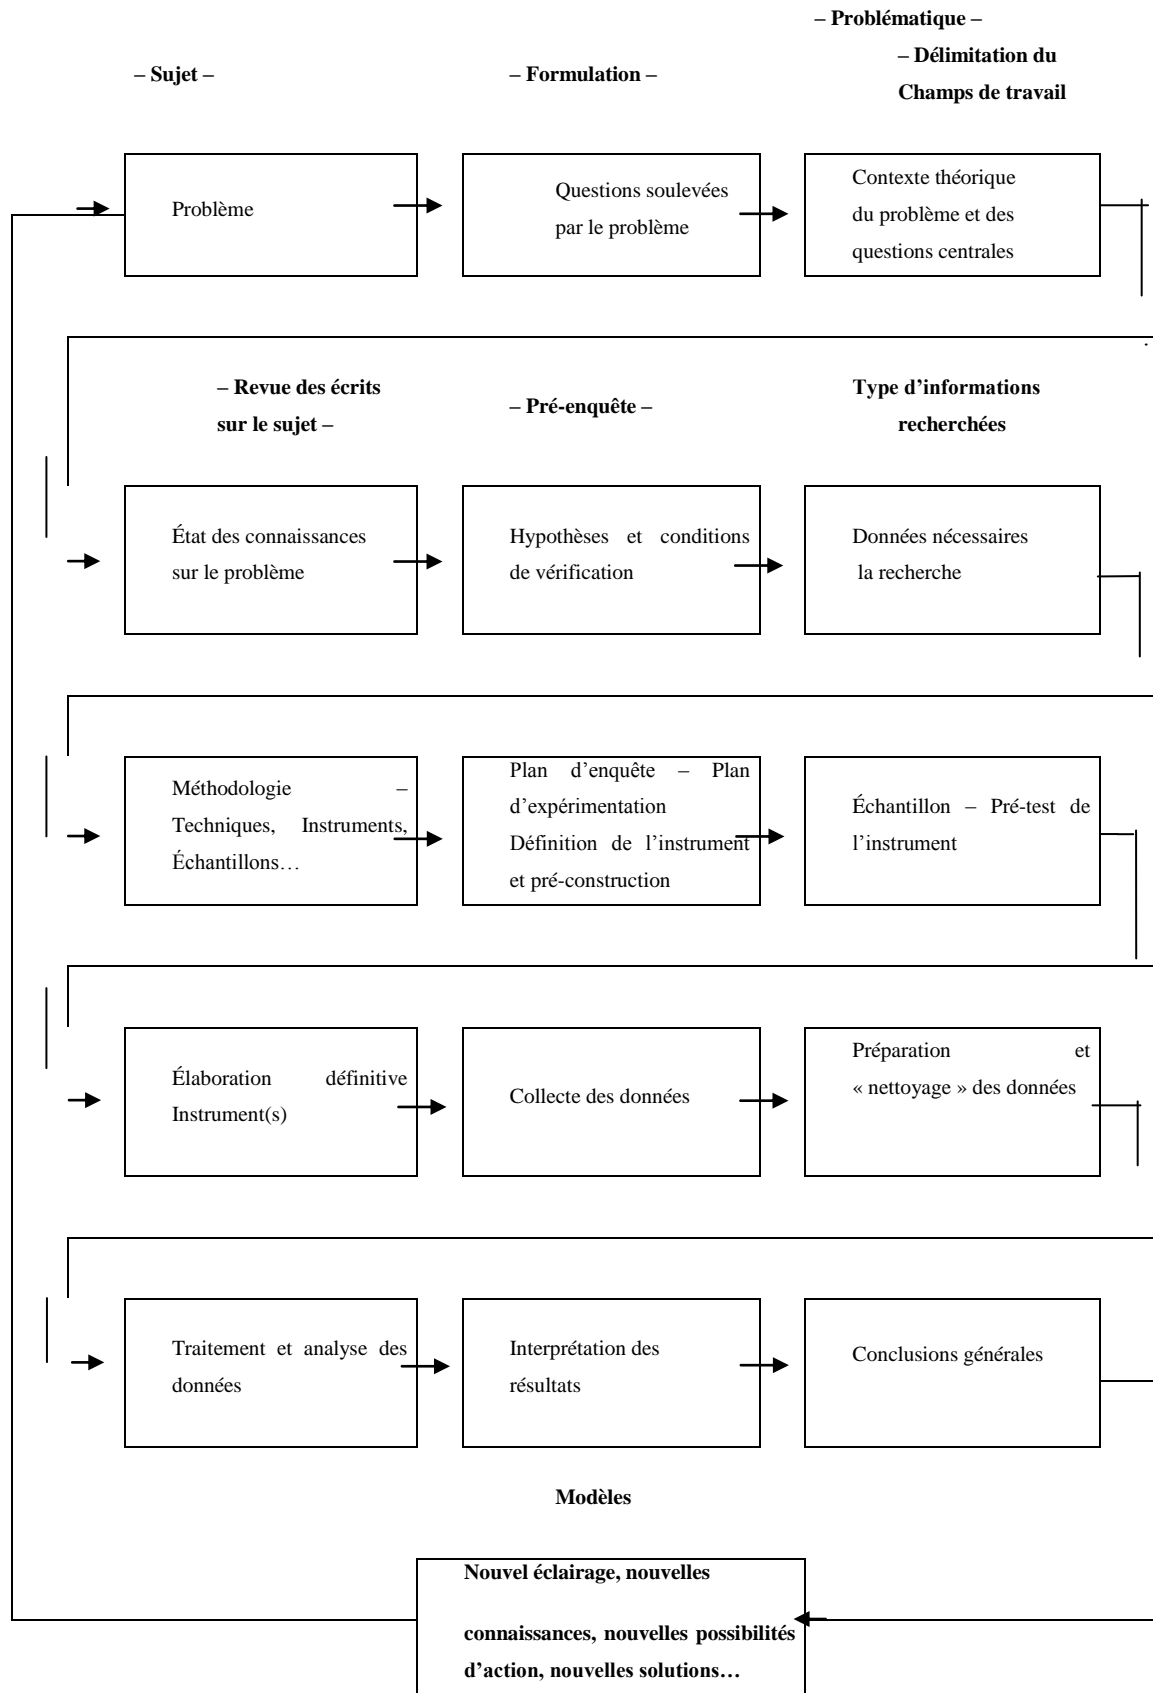 – Problématique –
– Sujet –
– Formulation –
– Délimitation du
Champs de travail
Problème
Questions soulevées
par le problème
Contexte théorique
du problème et des
questions centrales
– Revue des écrits
sur le sujet –
– Pré-enquête –
Type d’informations
recherchées
État des connaissances
sur le problème
Hypothèses et conditions
de vérification
Données nécessaires
la recherche
Méthodologie –
Techniques, Instruments,
Échantillons…
Plan d’enquête – Plan
d’expérimentation
Définition de l’instrument
et pré-construction
Échantillon – Pré-test de
l’instrument
Élaboration définitive
Instrument(s)
Collecte des données
Préparation et
« nettoyage » des données
Traitement et analyse des
données
Interprétation des
résultats
Conclusions générales
Modèles
Nouvel éclairage, nouvelles
connaissances, nouvelles possibilités
d’action, nouvelles solutions…